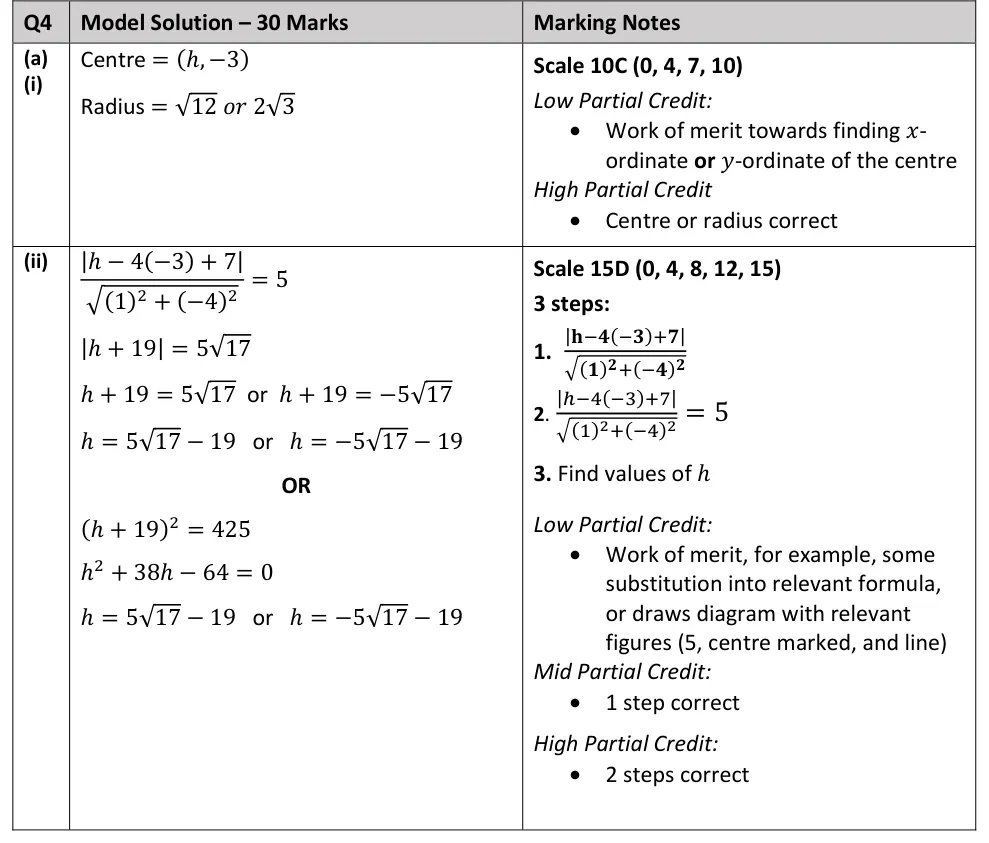 Q4 Model Solution – 30 Marks Marking Notes
(a)
(i)
Centre = (ℎ, −3)
Radius = √12 or 2√3
Scale 10C (0, 4, 7, 10)
Low Partial Credit:
• Work of merit towards finding 𝑥-
ordinate or 𝑦-ordinate of the centre
High Partial Credit
• Centre or radius correct
(ii)
|ℎ − 4(−3) + 7| / √((1)² + (−4)²) = 5
|ℎ + 19| = 5√17
ℎ + 19 = 5√17 or ℎ + 19 = −5√17
ℎ = 5√17 − 19 or ℎ = −5√17 − 19
OR
(ℎ + 19)² = 425
ℎ² + 38ℎ − 64 = 0
ℎ = 5√17 − 19 or ℎ = −5√17 − 19
Scale 15D (0, 4, 8, 12, 15)
3 steps:
1. |h−4(−3)+7| / √((1)²+(−4)²)
2. |ℎ−4(−3)+7| / √((1)²+(−4)²) = 5
3. Find values of ℎ
Low Partial Credit:
• Work of merit, for example, some
substitution into relevant formula,
or draws diagram with relevant
figures (5, centre marked, and line)
Mid Partial Credit:
• 1 step correct
High Partial Credit:
• 2 steps correct